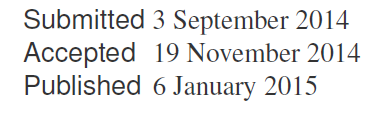 Submitted 3 September 2014
Accepted 19 November 2014
Published 6 January 2015